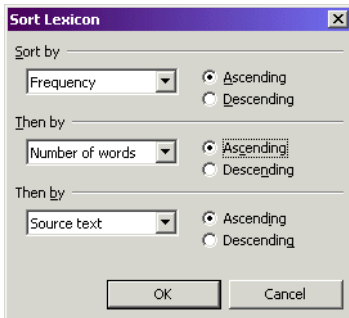 Sort Lexicon
Sort by
Frequency
Ascending
Descending
Then by
Number of words
Ascending
Descending
Then by
Source text
Ascending
Descending
OK
Cancel